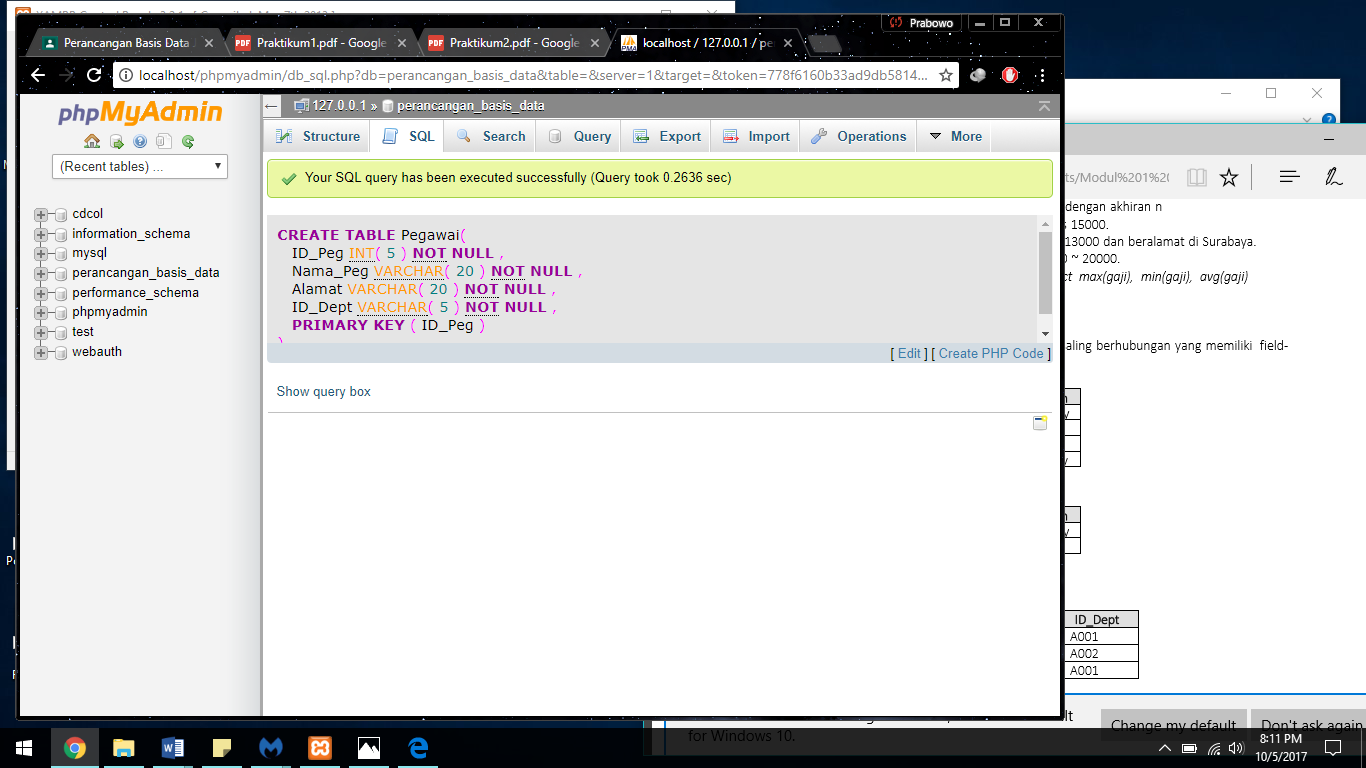 Prabowo
Perancangan Basis Data
Praktikum1.pdf - Google
Praktikum2.pdf - Google
localhost / 127.0.0.1 / pe
localhost/phpmyadmin/db_sql.php?db=perancangan_basis_data&table=&server=1&target=&token=778f6160b33ad9db5814...
phpMyAdmin
(Recent tables) ...
cdcol
information_schema
mysql
perancangan_basis_data
performance_schema
phpmyadmin
test
webauth
127.0.0.1 » perancangan_basis_data
Structure
SQL
Search
Query
Export
Import
Operations
More
Your SQL query has been executed successfully (Query took 0.2636 sec)
CREATE TABLE Pegawai(
ID_Peg INT( 5 ) NOT NULL ,
Nama_Peg VARCHAR( 20 ) NOT NULL ,
Alamat VARCHAR( 20 ) NOT NULL ,
ID_Dept VARCHAR( 5 ) NOT NULL ,
PRIMARY KEY ( ID_Peg )
)
[ Edit ] [ Create PHP Code ]
Show query box
ts/Modul%201%20
dengan akhiran n
15000.
13000 dan beralamat di Surabaya.
~ 20000.
ct max(gaji), min(gaji), avg(gaji)
aling berhubungan yang memiliki field-
ID_Dept
A001
A002
A001
Change my default
Don't ask again
for Windows 10.
8:11 PM
10/5/2017